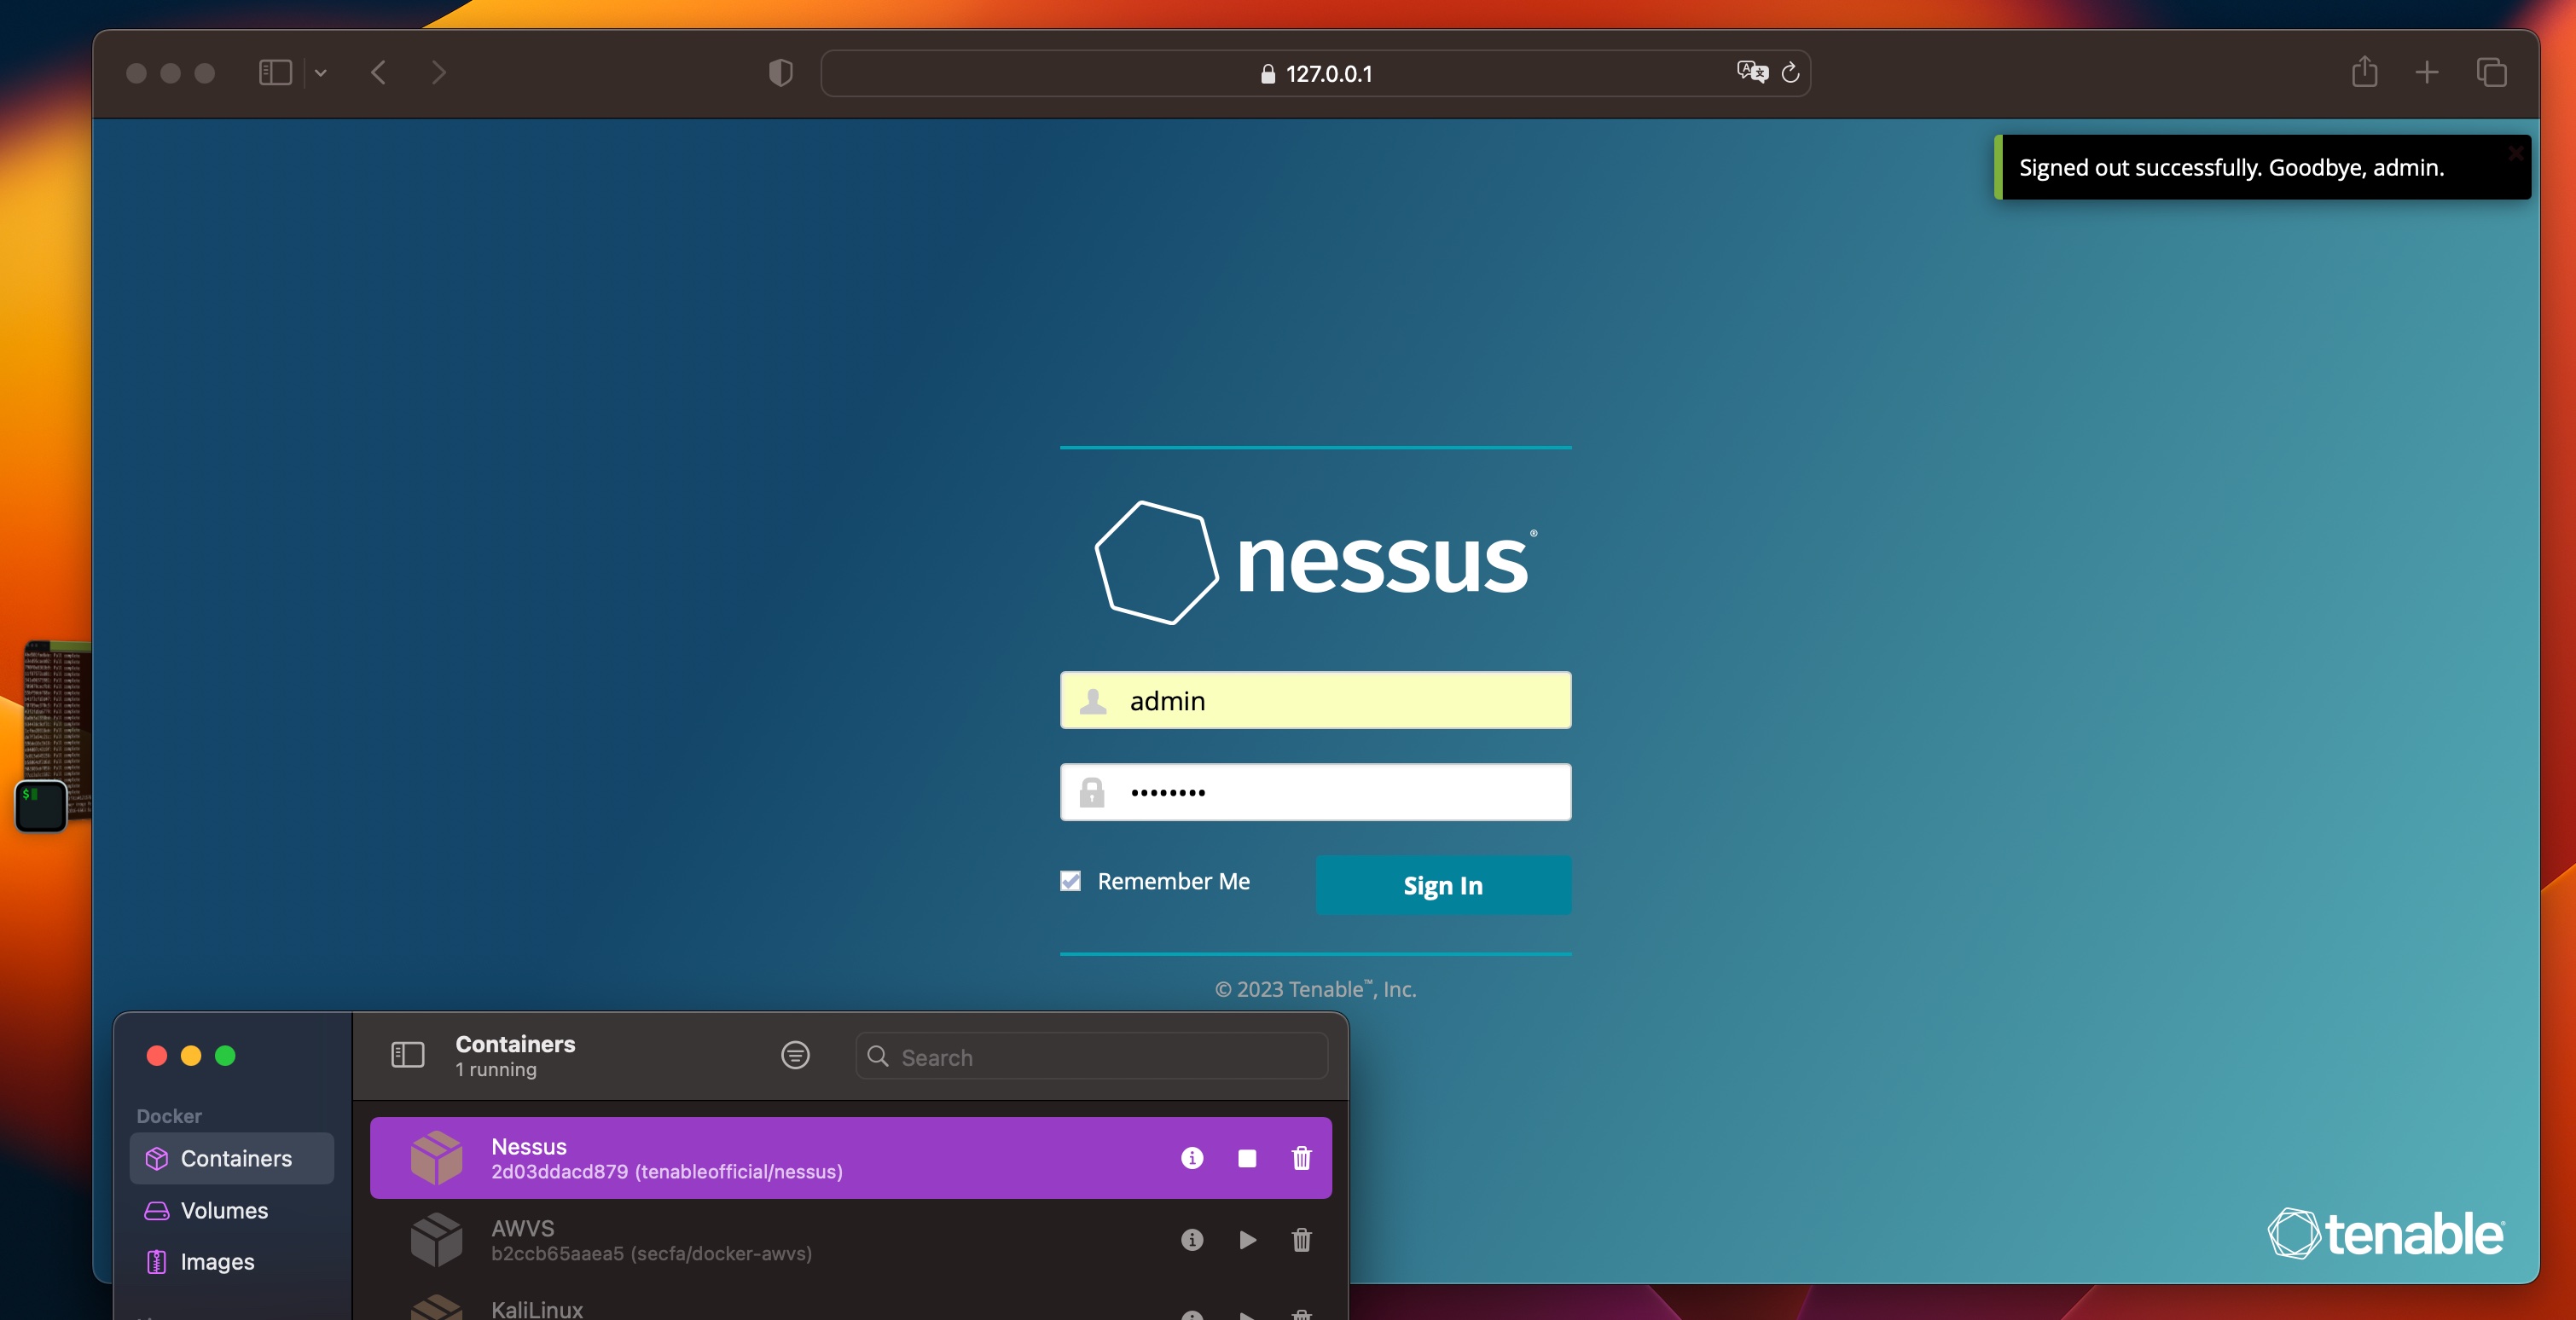 127.0.0.1
Signed out successfully. Goodbye, admin.
nessus®
admin
••••••••
Remember Me
Sign In
© 2023 Tenable™, Inc.
tenable®
Containers
1 running
Search
Docker
Containers
Volumes
Images
Nessus
2d03ddacd879 (tenableofficial/nessus)
AWVS
b2ccb65aaea5 (secfa/docker-awvs)
KaliLinux
$